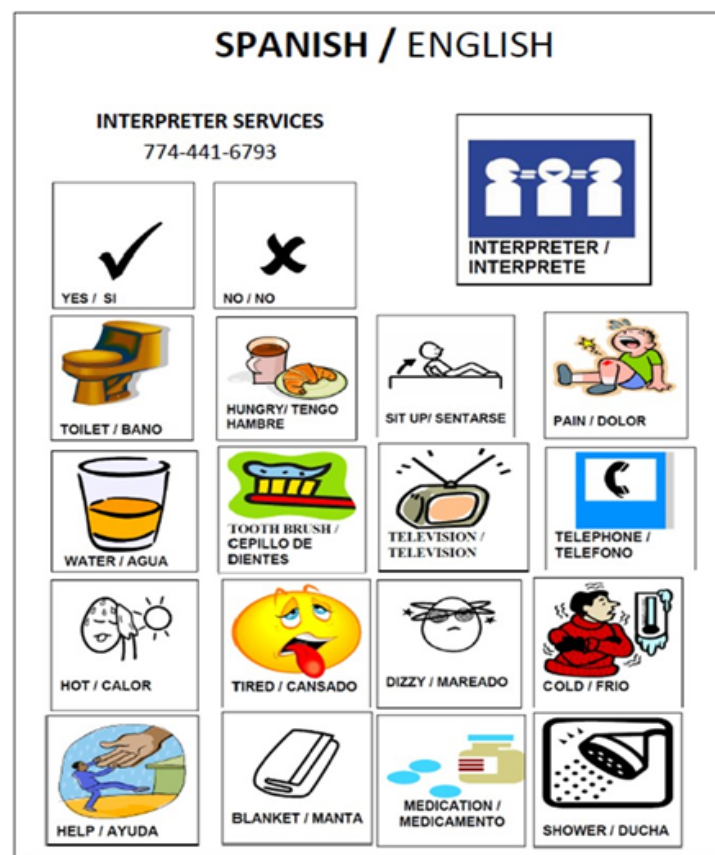 SPANISH / ENGLISH
INTERPRETER SERVICES
774-441-6793
INTERPRETER /
INTERPRETE
YES / SI
NO / NO
TOILET / BANO
HUNGRY/ TENGO
HAMBRE
SIT UP/ SENTARSE
PAIN / DOLOR
WATER / AGUA
TOOTH BRUSH /
CEPILLO DE
DIENTES
TELEVISION /
TELEVISION
TELEPHONE /
TELEFONO
HOT / CALOR
TIRED / CANSADO
DIZZY / MAREADO
COLD / FRIO
HELP / AYUDA
BLANKET / MANTA
MEDICATION /
MEDICAMENTO
SHOWER / DUCHA